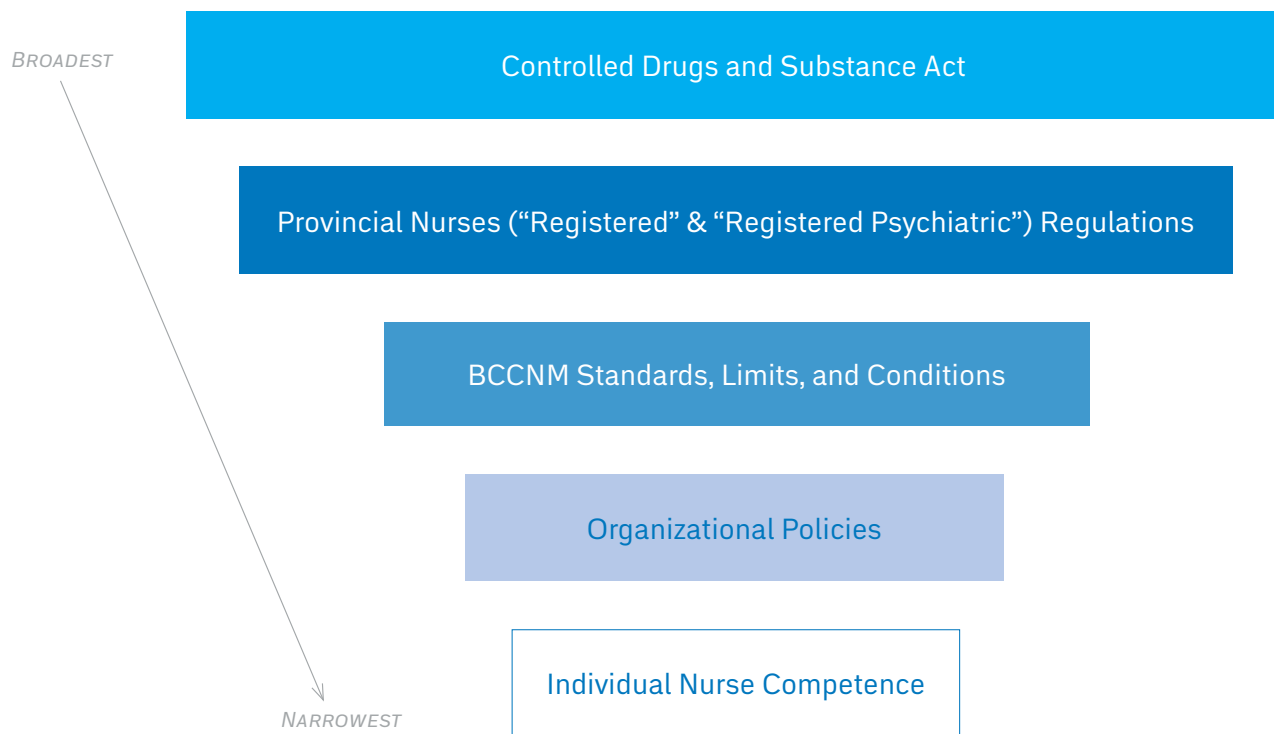 BROADEST
Controlled Drugs and Substance Act
Provincial Nurses (“Registered” & “Registered Psychiatric”) Regulations
BCCNM Standards, Limits, and Conditions
Organizational Policies
Individual Nurse Competence
NARROWEST